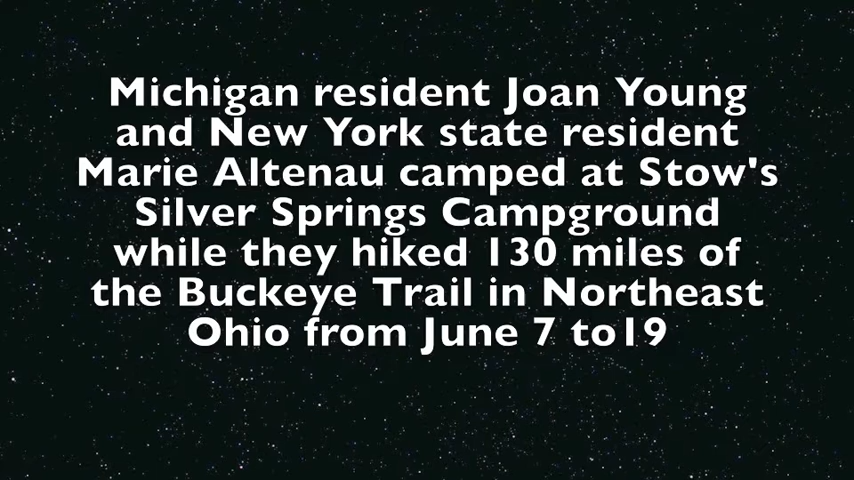 Michigan resident Joan Young
and New York state resident
Marie Altenau camped at Stow's
Silver Springs Campground
while they hiked 130 miles of
the Buckeye Trail in Northeast
Ohio from June 7 to19